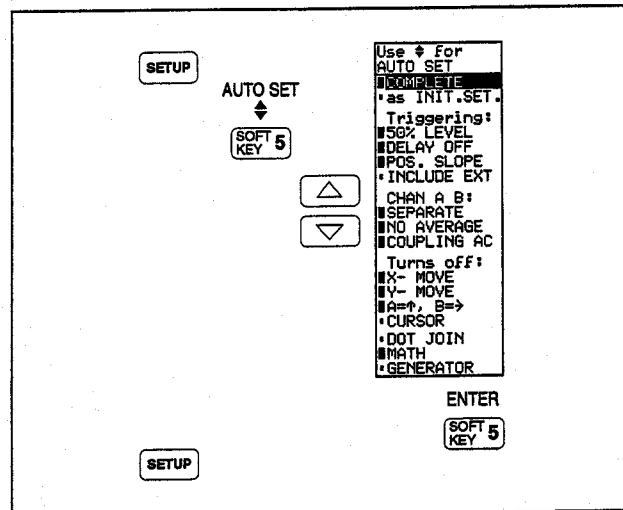 SETUP
AUTO SET
SOFT KEY 5
Use ♦ for
AUTO SET
COMPLETE
as INIT.SET.
Triggering:
50% LEVEL
DELAY OFF
POS. SLOPE
INCLUDE EXT
CHAN A B:
SEPARATE
NO AVERAGE
COUPLING AC
Turns off:
X- MOVE
Y- MOVE
A=↑, B=→
CURSOR
DOT JOIN
MATH
GENERATOR
ENTER
SOFT KEY 5
SETUP